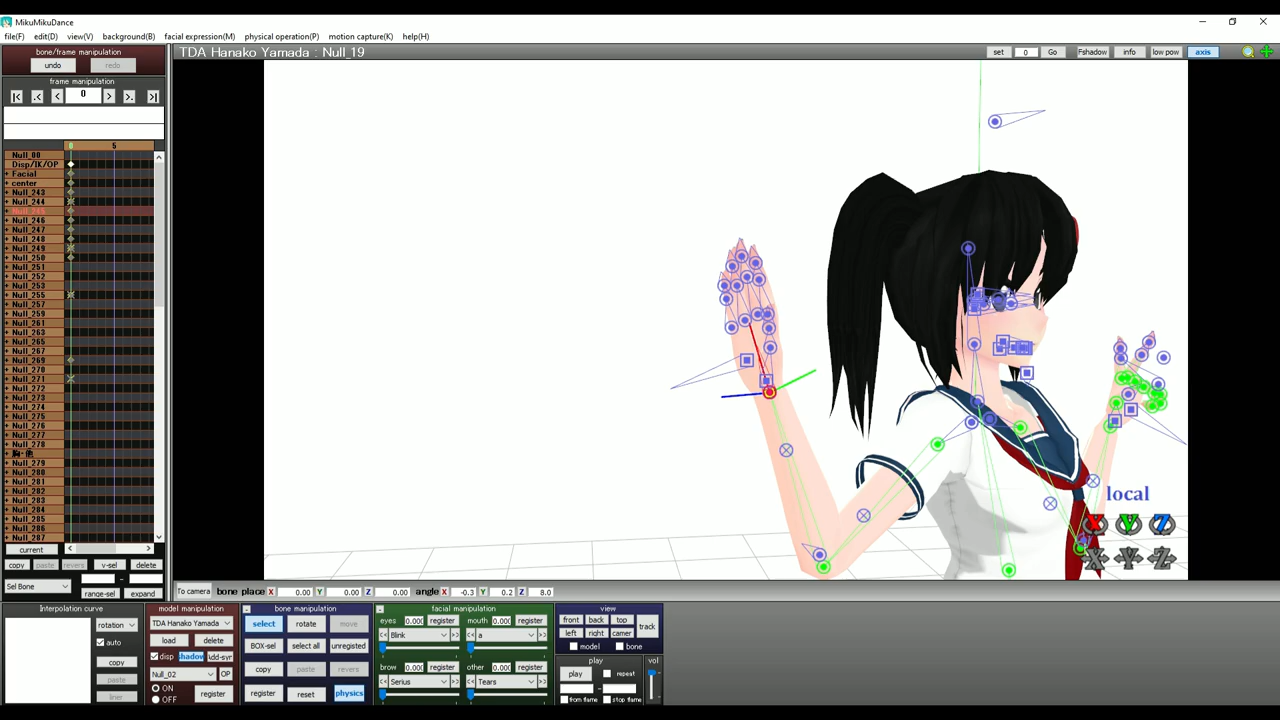 MikuMikuDance
file(F) edit(D) view(V) background(B) facial expression(M) physical operation(P) motion capture(K) help(H)
bone/frame manipulation
undo redo
TDA Hanako Yamada : Null_19
set 0 Go Fshadow info low pow axis
frame manipulation
|< .< < 0 > >. >|
0 5
Null_00
Disp/IK/OP
+ Facial
+ center
+ Null_243
+ Null_244
+ Null_245
+ Null_246
+ Null_247
+ Null_248
+ Null_249
+ Null_250
+ Null_251
+ Null_252
+ Null_253
+ Null_255
+ Null_257
+ Null_259
+ Null_261
+ Null_263
+ Null_265
+ Null_267
+ Null_269
+ Null_270
+ Null_271
+ Null_272
+ Null_273
+ Null_274
+ Null_275
+ Null_276
+ Null_277
+ Null_278
+ Null_279
+ Null_280
+ Null_281
+ Null_282
+ Null_283
+ Null_284
+ Null_285
+ Null_286
+ Null_287
local
X Y Z
X Y Z
current
copy paste revers v-sel delete
Sel Bone ~
range-sel expand
To camera bone place X 0.00 Y 0.00 Z 0.00 angle X -0.3 Y 0.2 Z 8.0
Interpolation curve
rotation
auto
copy
paste
liner
model manipulation
TDA Hanako Yamada
load delete
disp shadow Add-syn
Null_02 OP
ON
OFF
register
- bone manipulation
select rotate move
BOX-sel select all unregisted
copy paste revers
register reset physics
- facial manipulation
eyes 0.000 register mouth 0.000 register
<< Blink >> << a >>
brow 0.000 register other 0.000 register
<< Serius >> << Tears >>
view
front back top
left right camer
track
model bone
play
play repeat
~
from flame stop flame
vol